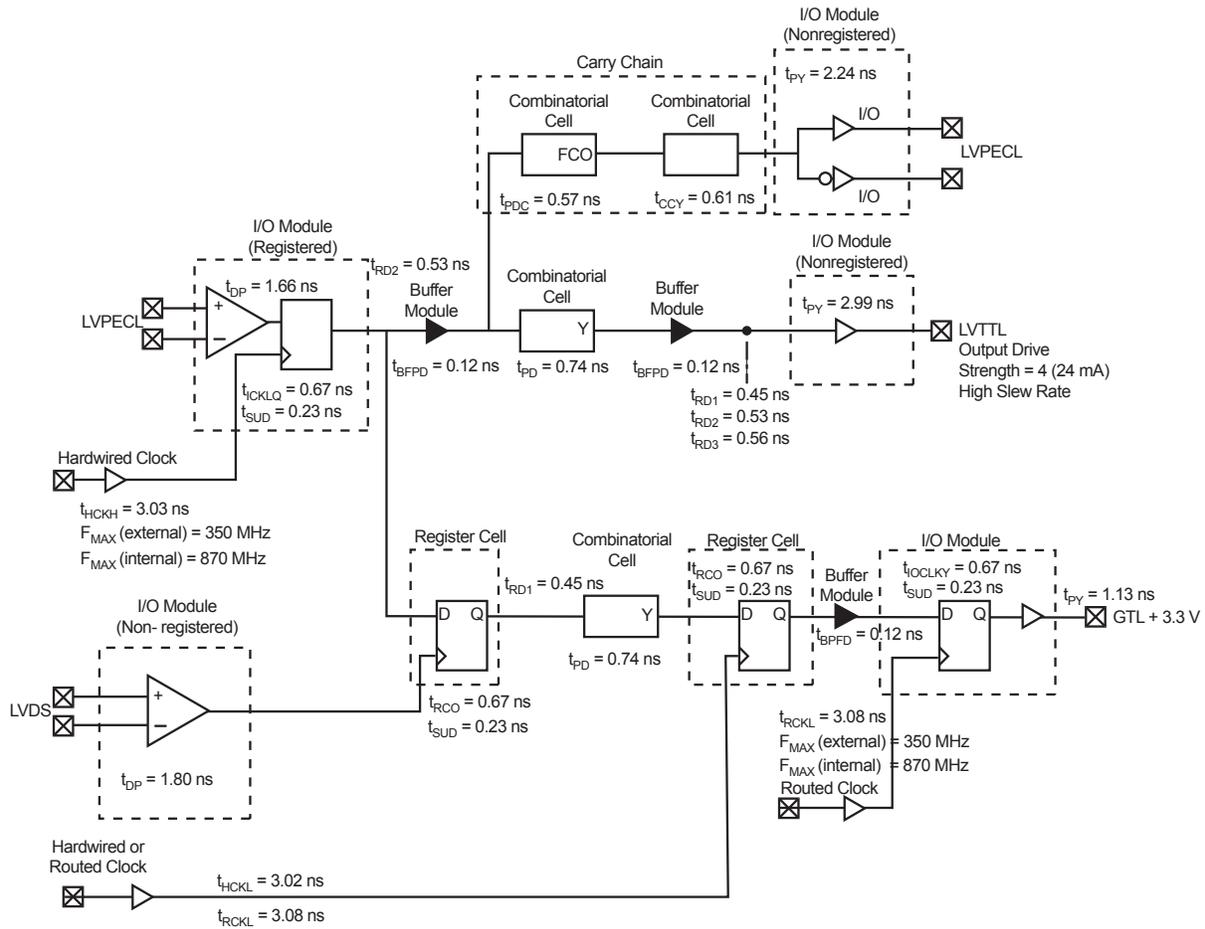 I/O Module
(Nonregistered)
tPY = 2.24 ns
I/O
I/O
LVPECL
Carry Chain
Combinatorial
Cell
FCO
Combinatorial
Cell
tPDC = 0.57 ns
tCCY = 0.61 ns
I/O Module
(Registered)
tDP = 1.66 ns
LVPECL
+
−
tICKLQ = 0.67 ns
tSUD = 0.23 ns
tRD2 = 0.53 ns
Buffer
Module
tBFPD = 0.12 ns
Combinatorial
Cell
Y
tPD = 0.74 ns
Buffer
Module
tBFPD = 0.12 ns
tRD1 = 0.45 ns
tRD2 = 0.53 ns
tRD3 = 0.56 ns
I/O Module
(Nonregistered)
tPY = 2.99 ns
LVTTL
Output Drive
Strength = 4 (24 mA)
High Slew Rate
Hardwired Clock
tHCKH = 3.03 ns
FMAX (external) = 350 MHz
FMAX (internal) = 870 MHz
I/O Module
(Non- registered)
LVDS
+
−
tDP = 1.80 ns
Register Cell
D Q
tRCO = 0.67 ns
tSUD = 0.23 ns
tRD1 = 0.45 ns
Combinatorial
Cell
Y
tPD = 0.74 ns
Register Cell
tRCO = 0.67 ns
tSUD = 0.23 ns
D Q
Buffer
Module
tBPFD = 0.12 ns
I/O Module
tIOCLKY = 0.67 ns
tSUD = 0.23 ns
D Q
tPY = 1.13 ns
GTL + 3.3 V
tRCKL = 3.08 ns
FMAX (external) = 350 MHz
FMAX (internal) = 870 MHz
Routed Clock
Hardwired or
Routed Clock
tHCKL = 3.02 ns
tRCKL = 3.08 ns